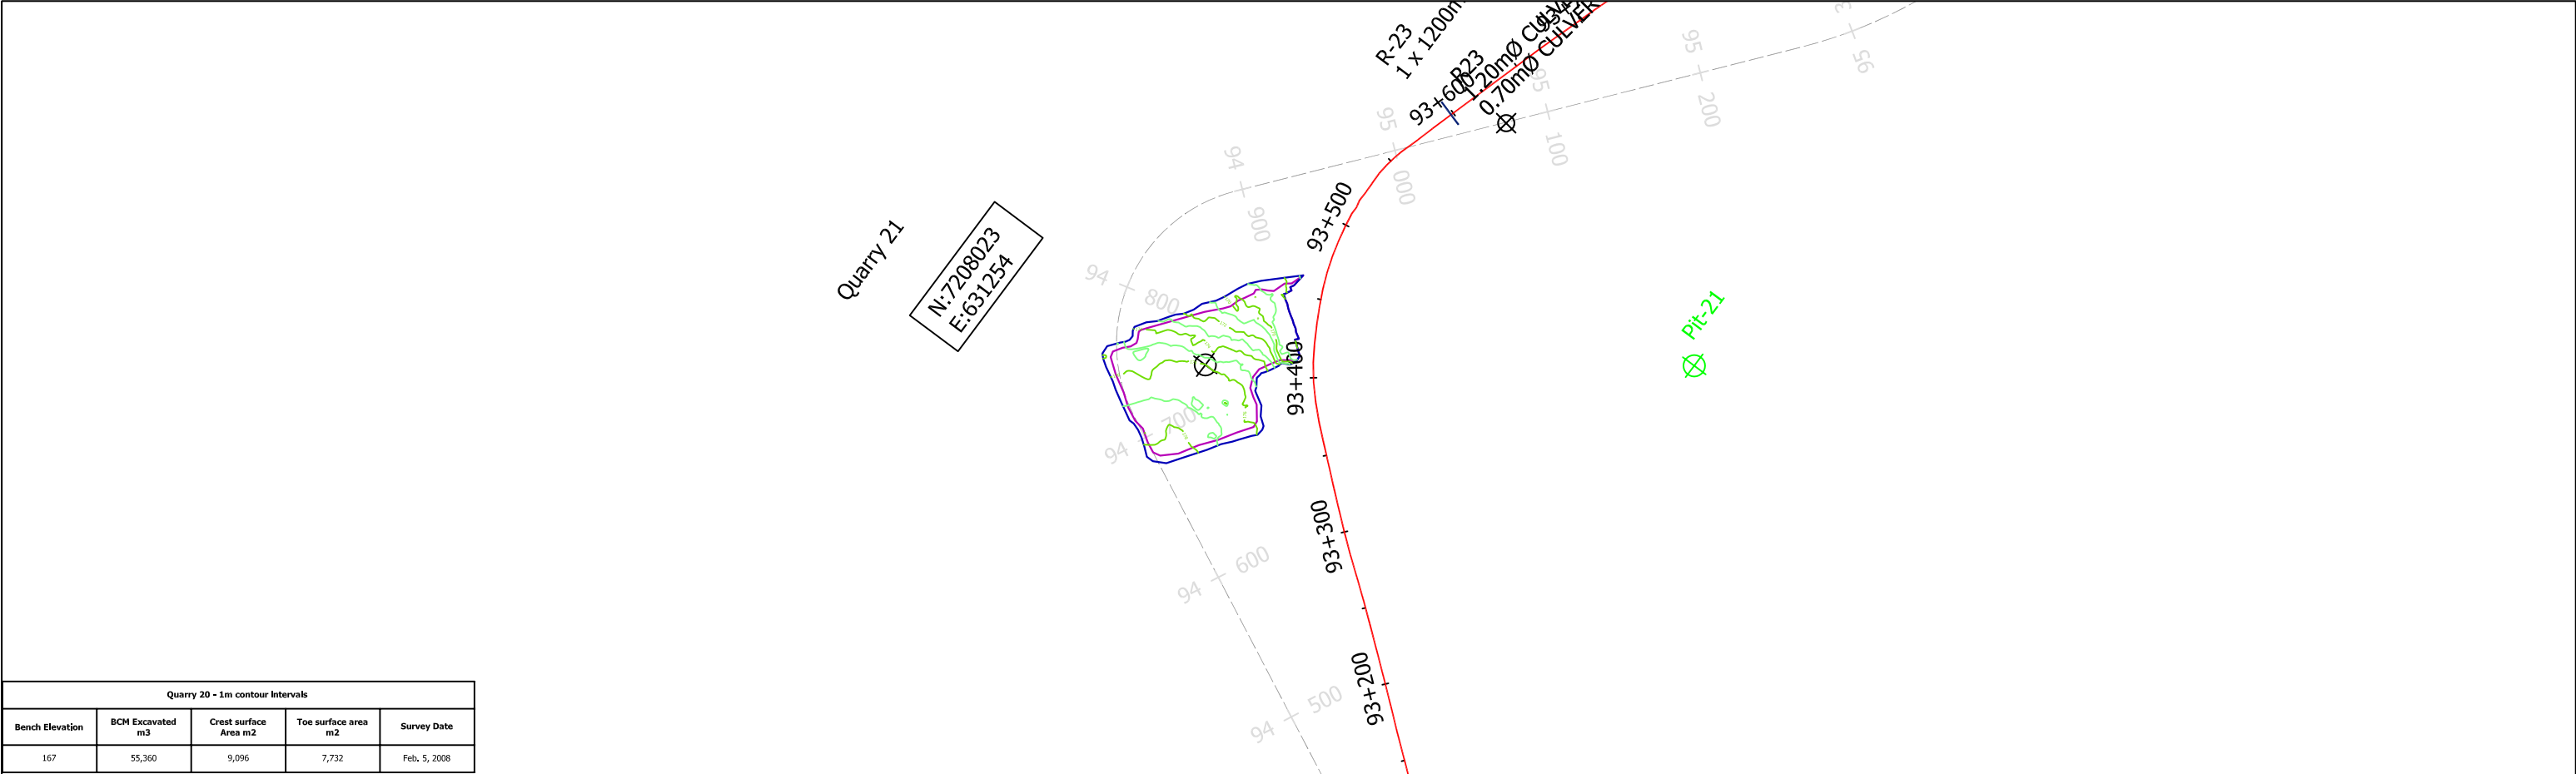 R-23
1 x 1200m
R23
1.20mØ CULV
0.70mØ CULVER
93+600
93+500
93+400
93+300
93+200
Quarry 21
N:7208023
E:631254
Pit-21
95
95 200
95 100
95 000
94 900
94 800
94 700
94 600
94 500
Quarry 20 - 1m contour intervals
Bench Elevation
BCM Excavated
m3
Crest surface
Area m2
Toe surface area
m2
Survey Date
167
55,360
9,096
7,732
Feb. 5, 2008